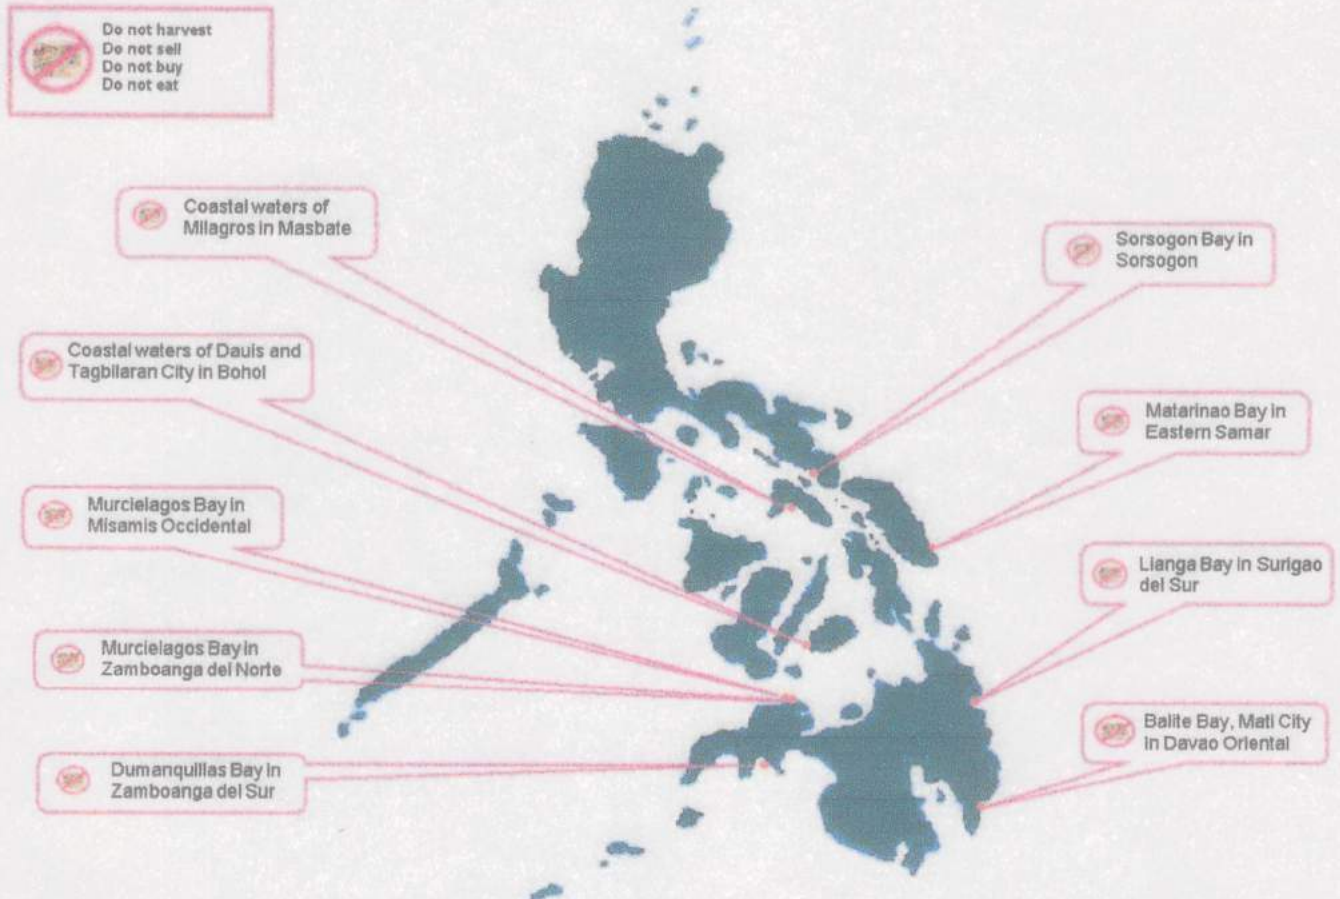 Do not harvest
Do not sell
Do not buy
Do not eat
Coastal waters of
Milagros in Masbate
Sorsogon Bay in
Sorsogon
Coastal waters of Dauis and
Tagbilaran City in Bohol
Matarinao Bay in
Eastern Samar
Murcielagos Bay in
Misamis Occidental
Lianga Bay in Surigao
del Sur
Murcielagos Bay in
Zamboanga del Norte
Balite Bay, Mati City
in Davao Oriental
Dumanquillas Bay in
Zamboanga del Sur